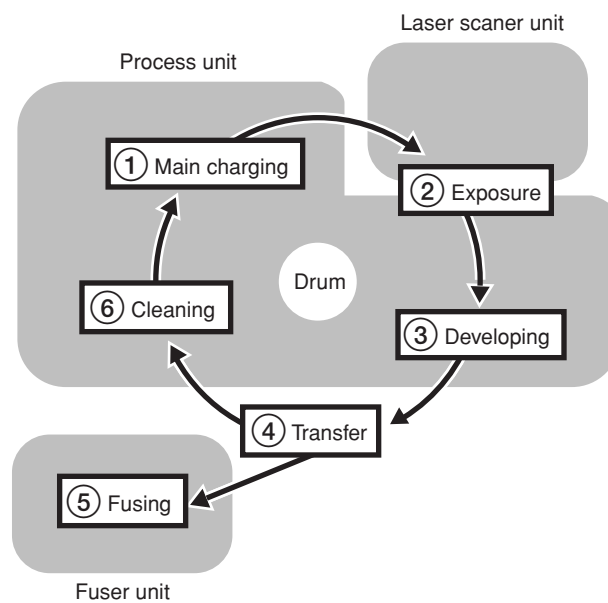 Laser scaner unit
Process unit
① Main charging
② Exposure
Drum
⑥ Cleaning
③ Developing
④ Transfer
⑤ Fusing
Fuser unit